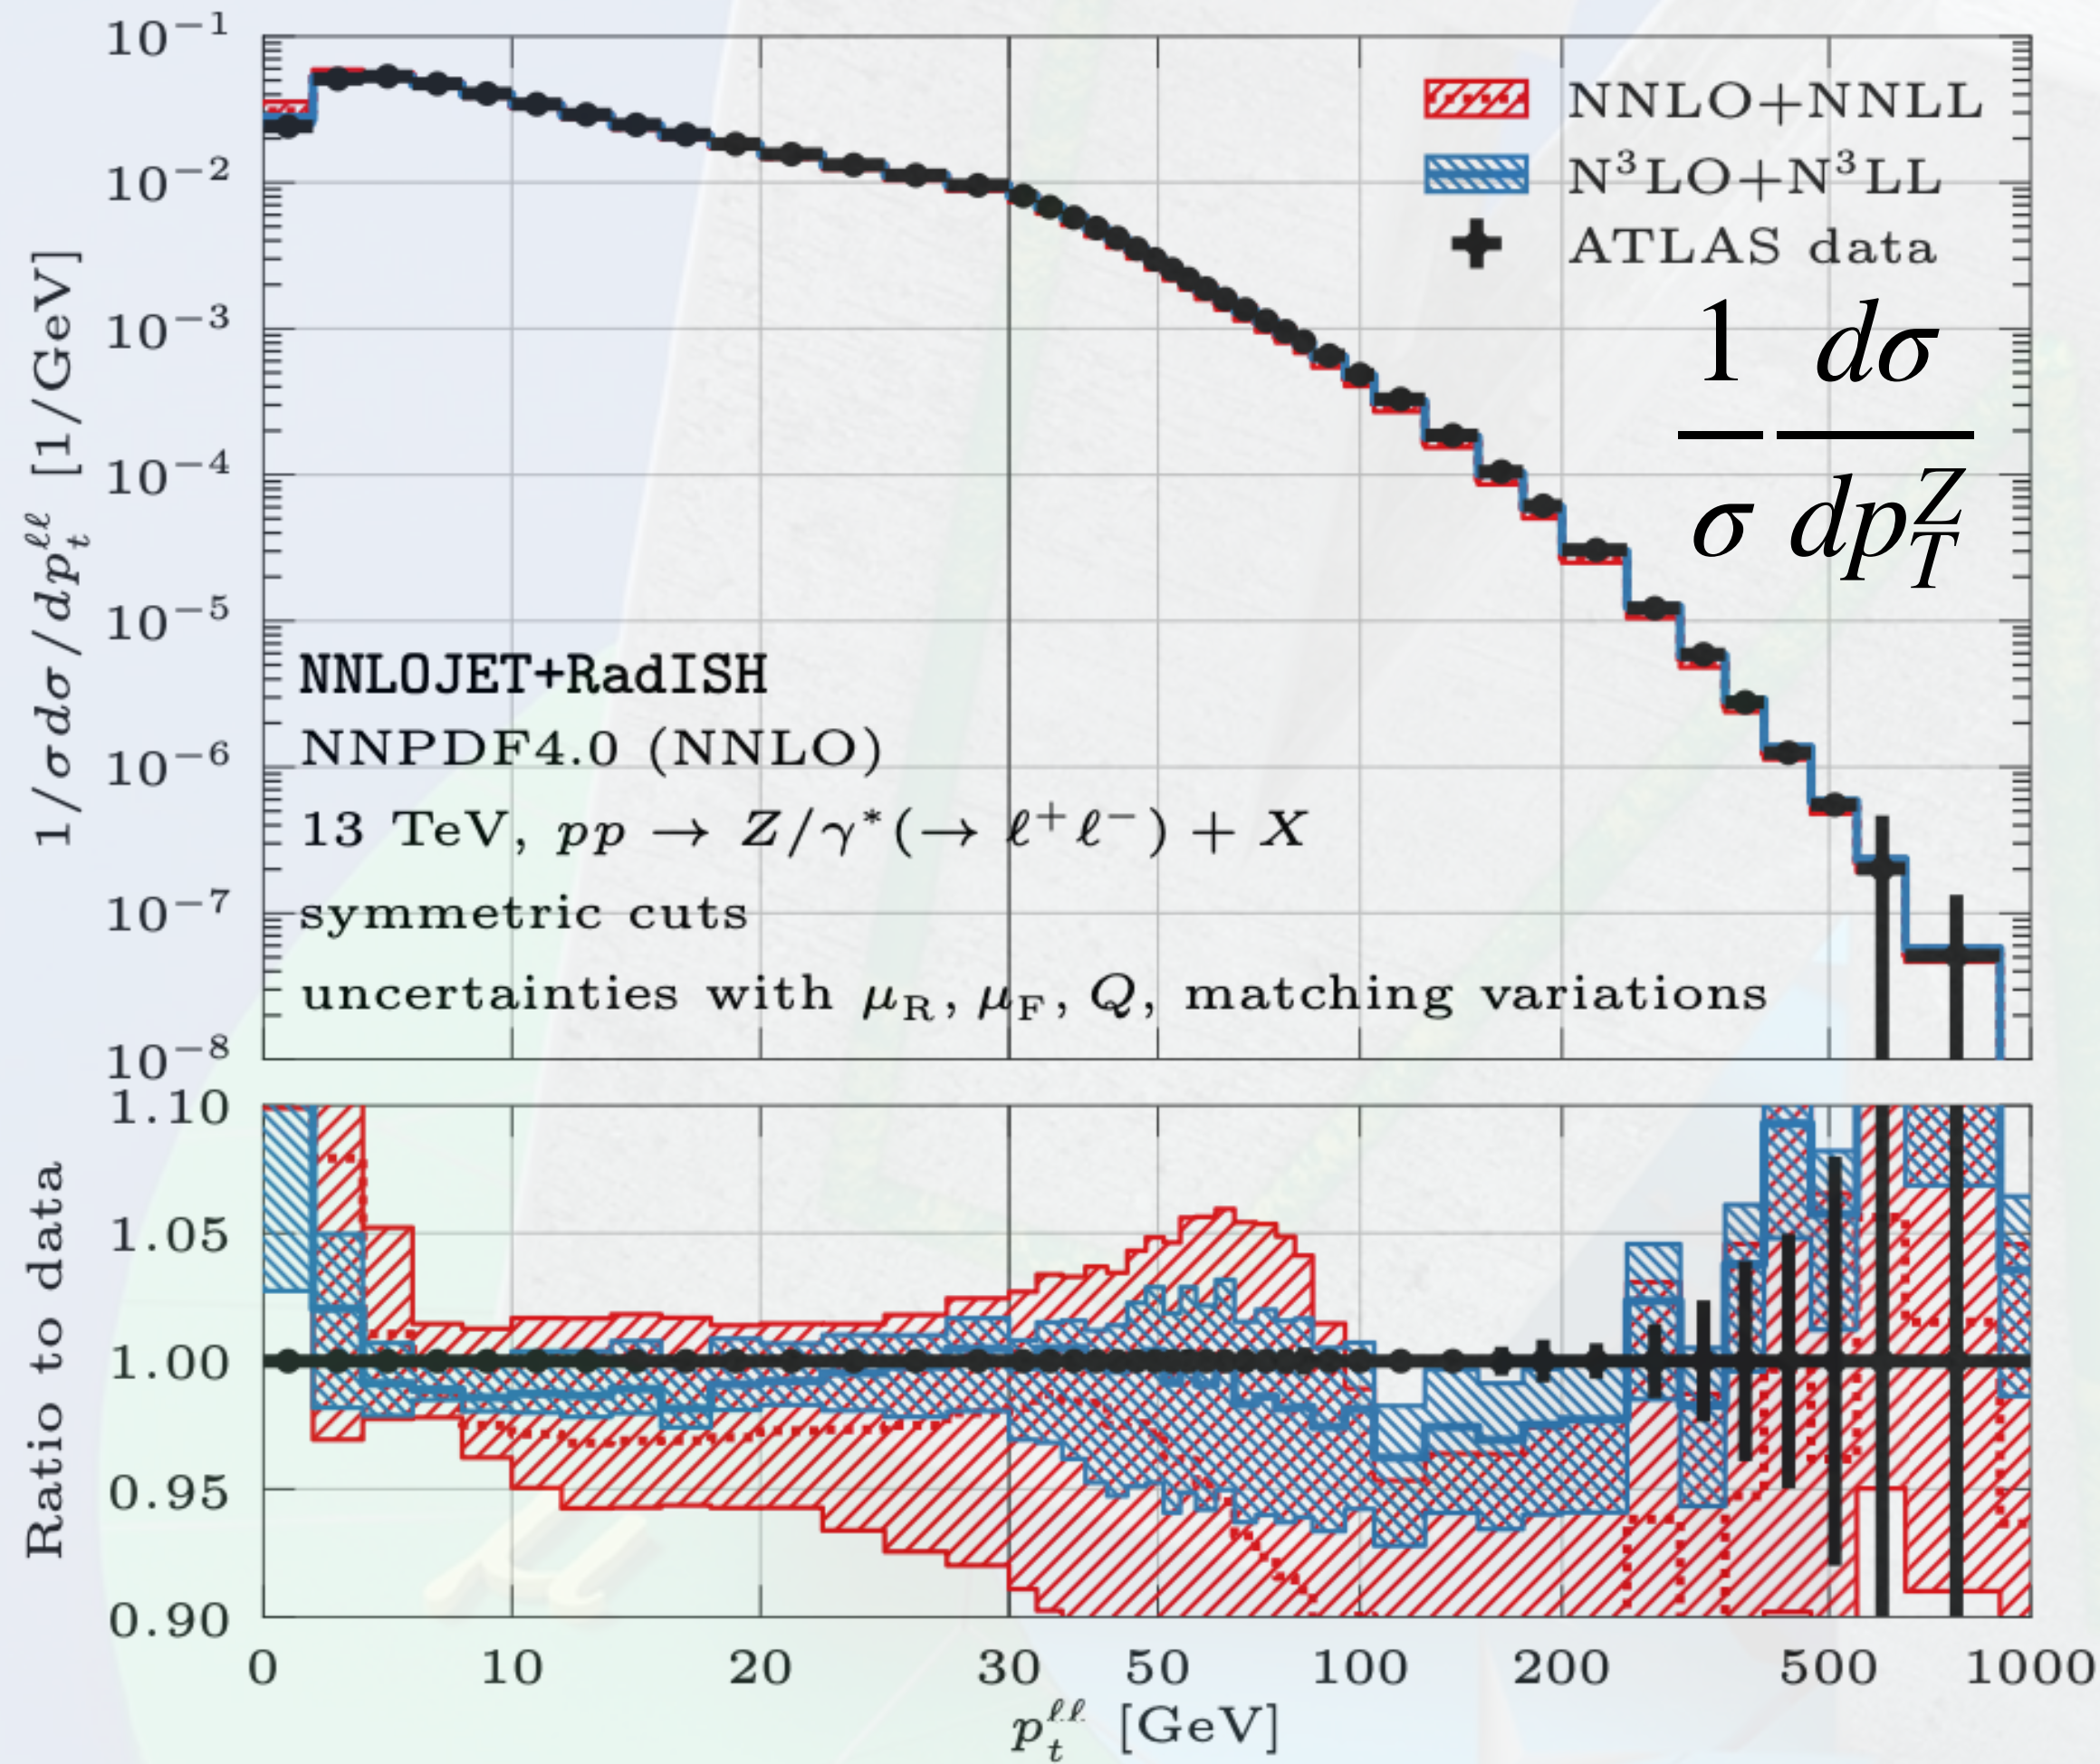 10⁻¹
10⁻²
10⁻³
10⁻⁴
10⁻⁵
10⁻⁶
10⁻⁷
10⁻⁸
1/σ dσ/dp_t^{ℓℓ} [1/GeV]
NNLO+NNLL
N³LO+N³LL
ATLAS data
1/σ dσ/dp_T^Z
NNLOJET+RadISH
NNPDF4.0 (NNLO)
13 TeV, pp → Z/γ*(→ ℓ⁺ℓ⁻) + X
symmetric cuts
uncertainties with μ_R, μ_F, Q, matching variations
1.10
1.05
1.00
0.95
0.90
Ratio to data
0 10 20 30 50 100 200 500 1000
p_t^{ℓℓ} [GeV]
μ